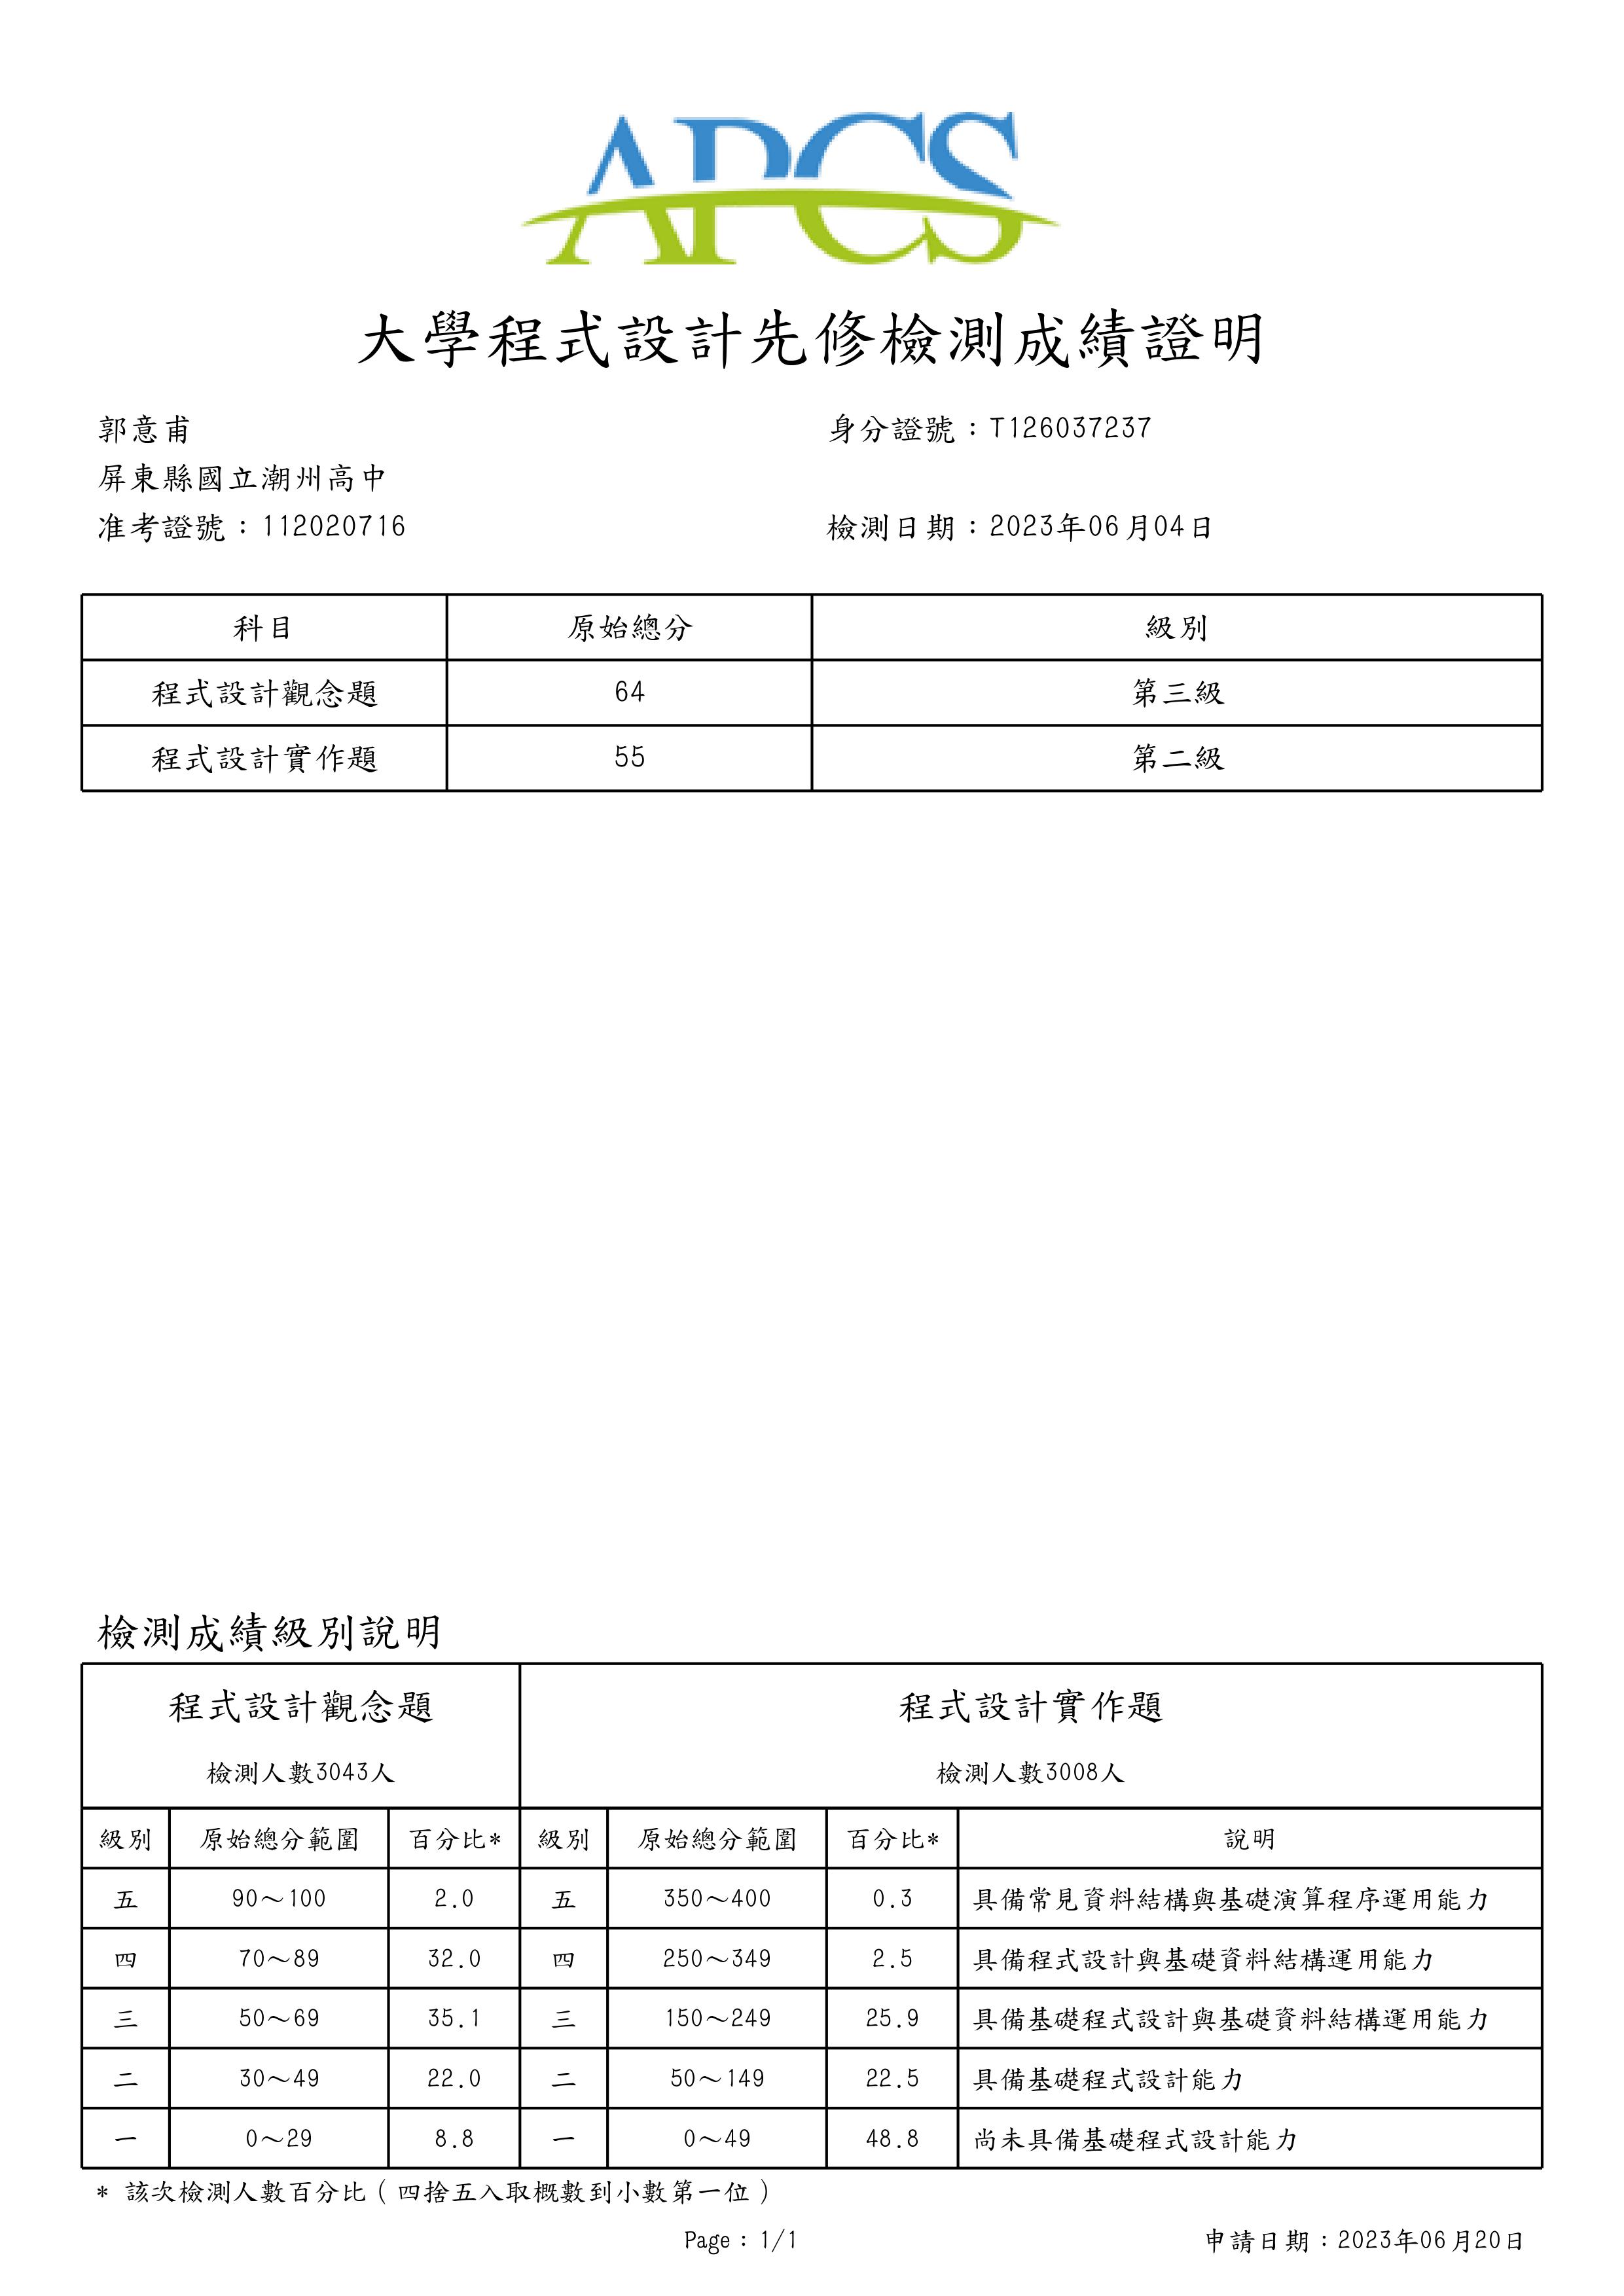 APCS
大學程式設計先修檢測成績證明
郭意甫 身分證號：T126037237
屏東縣國立潮州高中
准考證號：112020716 檢測日期：2023年06月04日
科目 原始總分 級別
程式設計觀念題 64 第三級
程式設計實作題 55 第二級
檢測成績級別說明
程式設計觀念題 程式設計實作題
檢測人數3043人 檢測人數3008人
級別 原始總分範圍 百分比* 級別 原始總分範圍 百分比* 說明
五 90～100 2.0 五 350～400 0.3 具備常見資料結構與基礎演算程序運用能力
四 70～89 32.0 四 250～349 2.5 具備程式設計與基礎資料結構運用能力
三 50～69 35.1 三 150～249 25.9 具備基礎程式設計與基礎資料結構運用能力
二 30～49 22.0 二 50～149 22.5 具備基礎程式設計能力
一 0～29 8.8 一 0～49 48.8 尚未具備基礎程式設計能力
* 該次檢測人數百分比（四捨五入取概數到小數第一位）
Page：1/1 申請日期：2023年06月20日